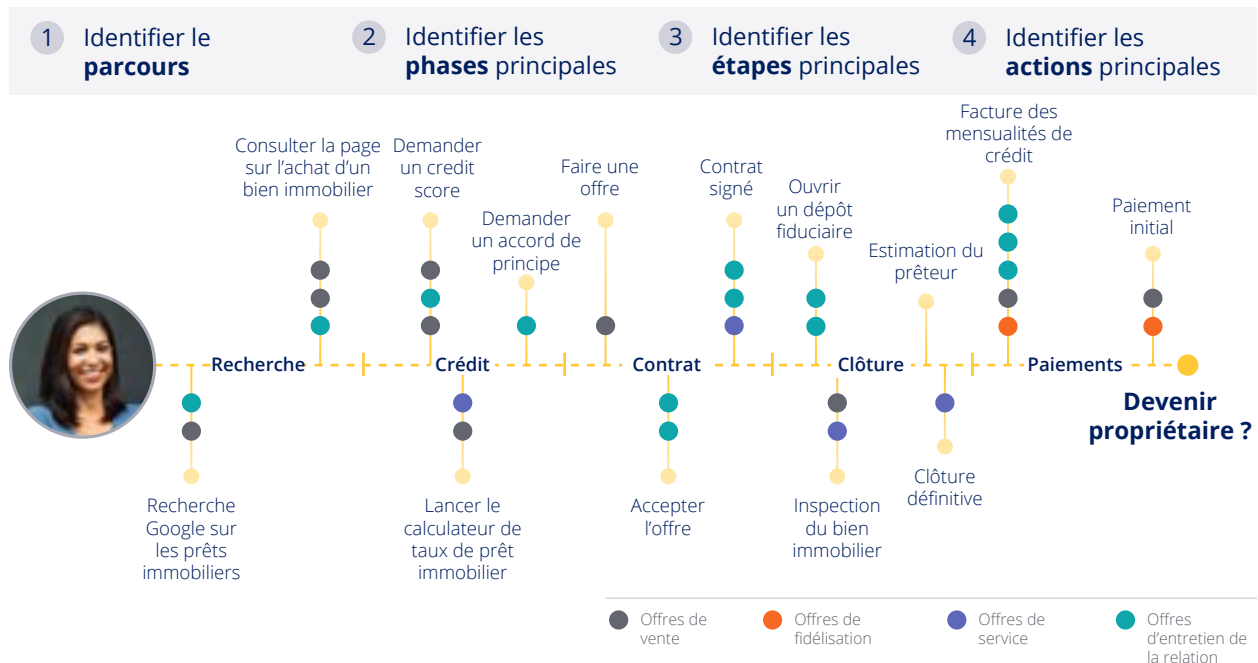 1 Identifier le
parcours
2 Identifier les
phases principales
3 Identifier les
étapes principales
4 Identifier les
actions principales
Consulter la page
sur l'achat d'un
bien immobilier
Demander
un credit
score
Demander
un accord de
principe
Faire une
offre
Contrat
signé
Ouvrir
un dépôt
fiduciaire
Estimation du
prêteur
Facture des
mensualités de
crédit
Paiement
initial
Recherche
Crédit
Contrat
Clôture
Paiements
Devenir
propriétaire ?
Recherche
Google sur
les prêts
immobiliers
Lancer le
calculateur de
taux de prêt
immobilier
Accepter
l'offre
Inspection
du bien
immobilier
Clôture
définitive
Offres de
vente
Offres de
fidélisation
Offres de
service
Offres
d'entretien de
la relation